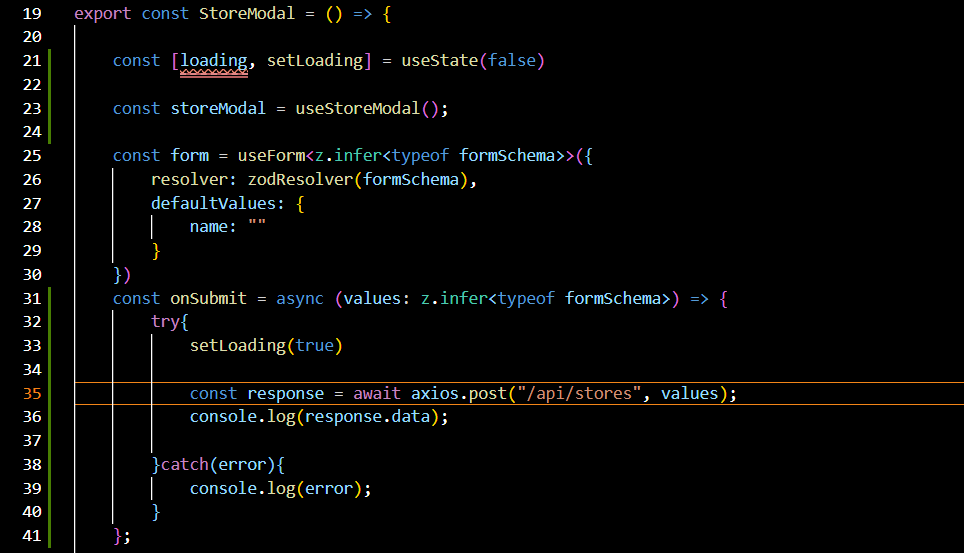 19 export const StoreModal = () => {
20
21     const [loading, setLoading] = useState(false)
22
23     const storeModal = useStoreModal();
24
25     const form = useForm<z.infer<typeof formSchema>>({
26         resolver: zodResolver(formSchema),
27         defaultValues: {
28             name: ""
29         }
30     })
31     const onSubmit = async (values: z.infer<typeof formSchema>) => {
32         try{
33             setLoading(true)
34
35             const response = await axios.post("/api/stores", values);
36             console.log(response.data);
37
38         }catch(error){
39             console.log(error);
40         }
41     };